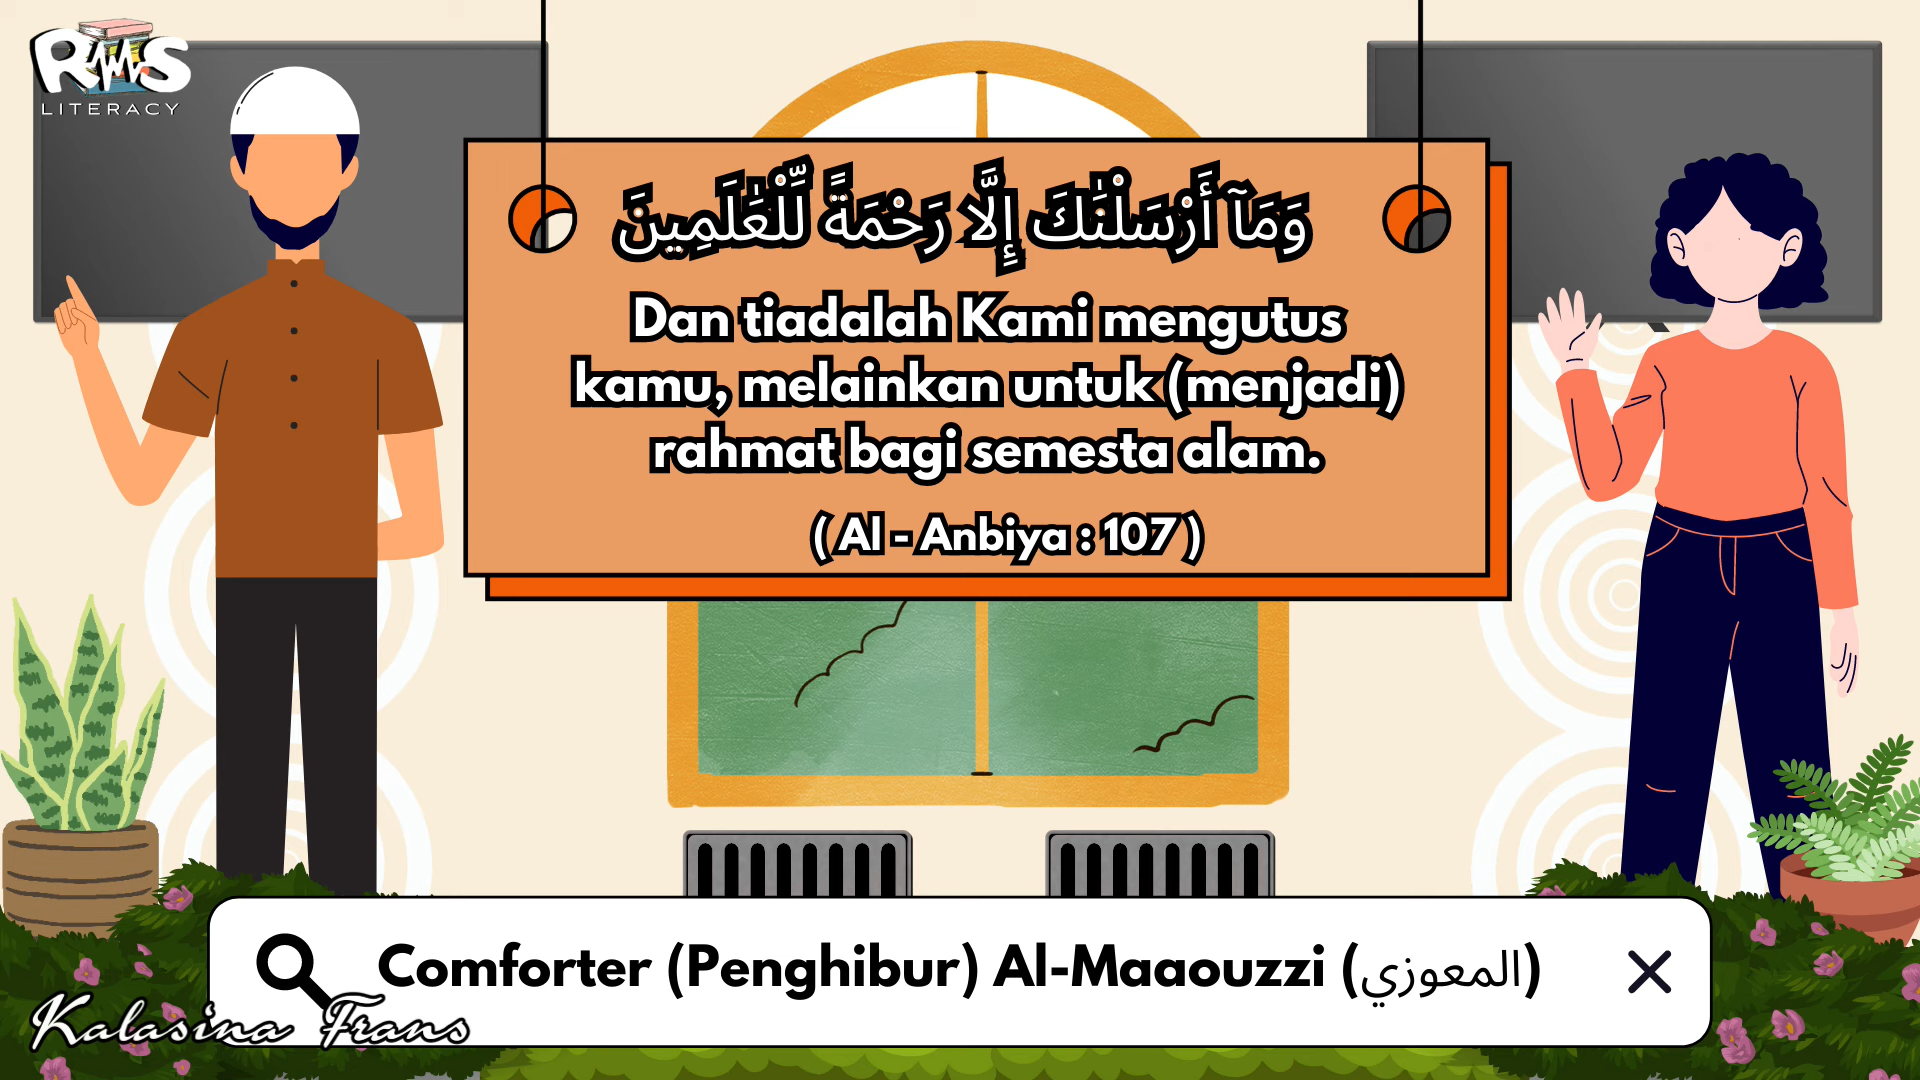 RMS
LITERACY
وَمَآ أَرْسَلْنَٰكَ إِلَّا رَحْمَةً لِّلْعَٰلَمِينَ
Dan tiadalah Kami mengutus
kamu, melainkan untuk (menjadi)
rahmat bagi semesta alam.
( Al - Anbiya : 107 )
Comforter (Penghibur) Al-Maaouzzi (المعوزي)
Kalasina Frans